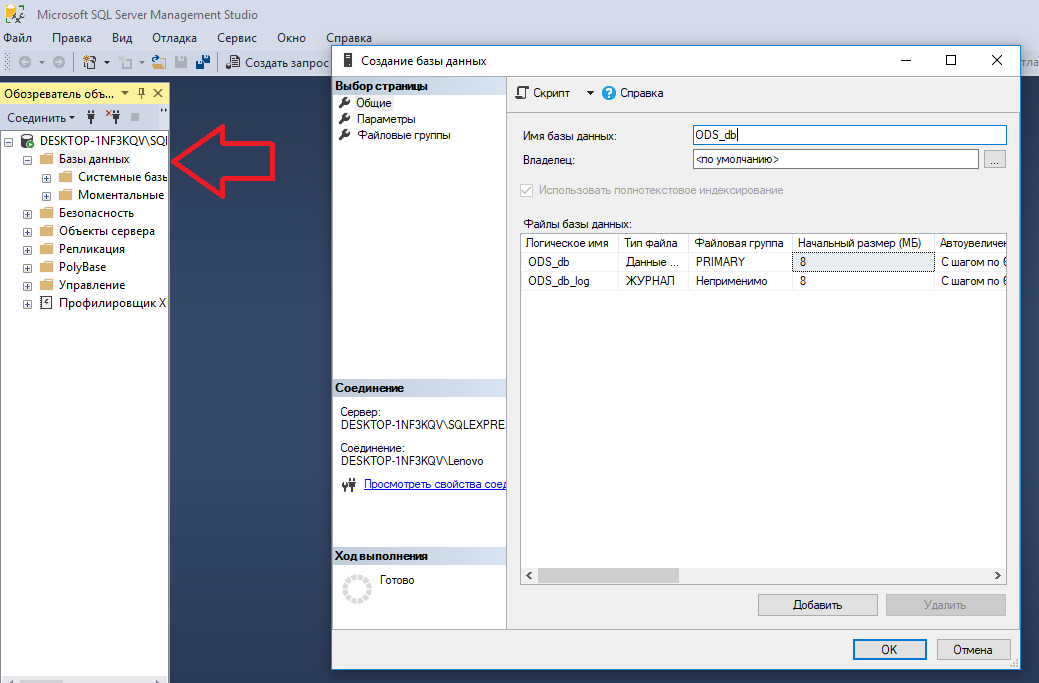 Microsoft SQL Server Management Studio
Файл Правка Вид Отладка Сервис Окно Справка
Создать запрос
Обозреватель объ...
Соединить
DESKTOP-1NF3KQV\SQL
Базы данных
Системные базы
Моментальные
Безопасность
Объекты сервера
Репликация
PolyBase
Управление
Профилировщик X
Создание базы данных
Выбор страницы
Общие
Параметры
Файловые группы
Соединение
Сервер:
DESKTOP-1NF3KQV\SQLEXPRE
Соединение:
DESKTOP-1NF3KQV\Lenovo
Просмотреть свойства соед
Ход выполнения
Готово
Скрипт Справка
Имя базы данных: ODS_db
Владелец: <по умолчанию> ...
Использовать полнотекстовое индексирование
Файлы базы данных:
Логическое имя Тип файла Файловая группа Начальный размер (МБ) Автоувеличен
ODS_db Данные ... PRIMARY 8 С шагом по 6
ODS_db_log ЖУРНАЛ Неприменимо 8 С шагом по 6
Добавить Удалить
OK Отмена